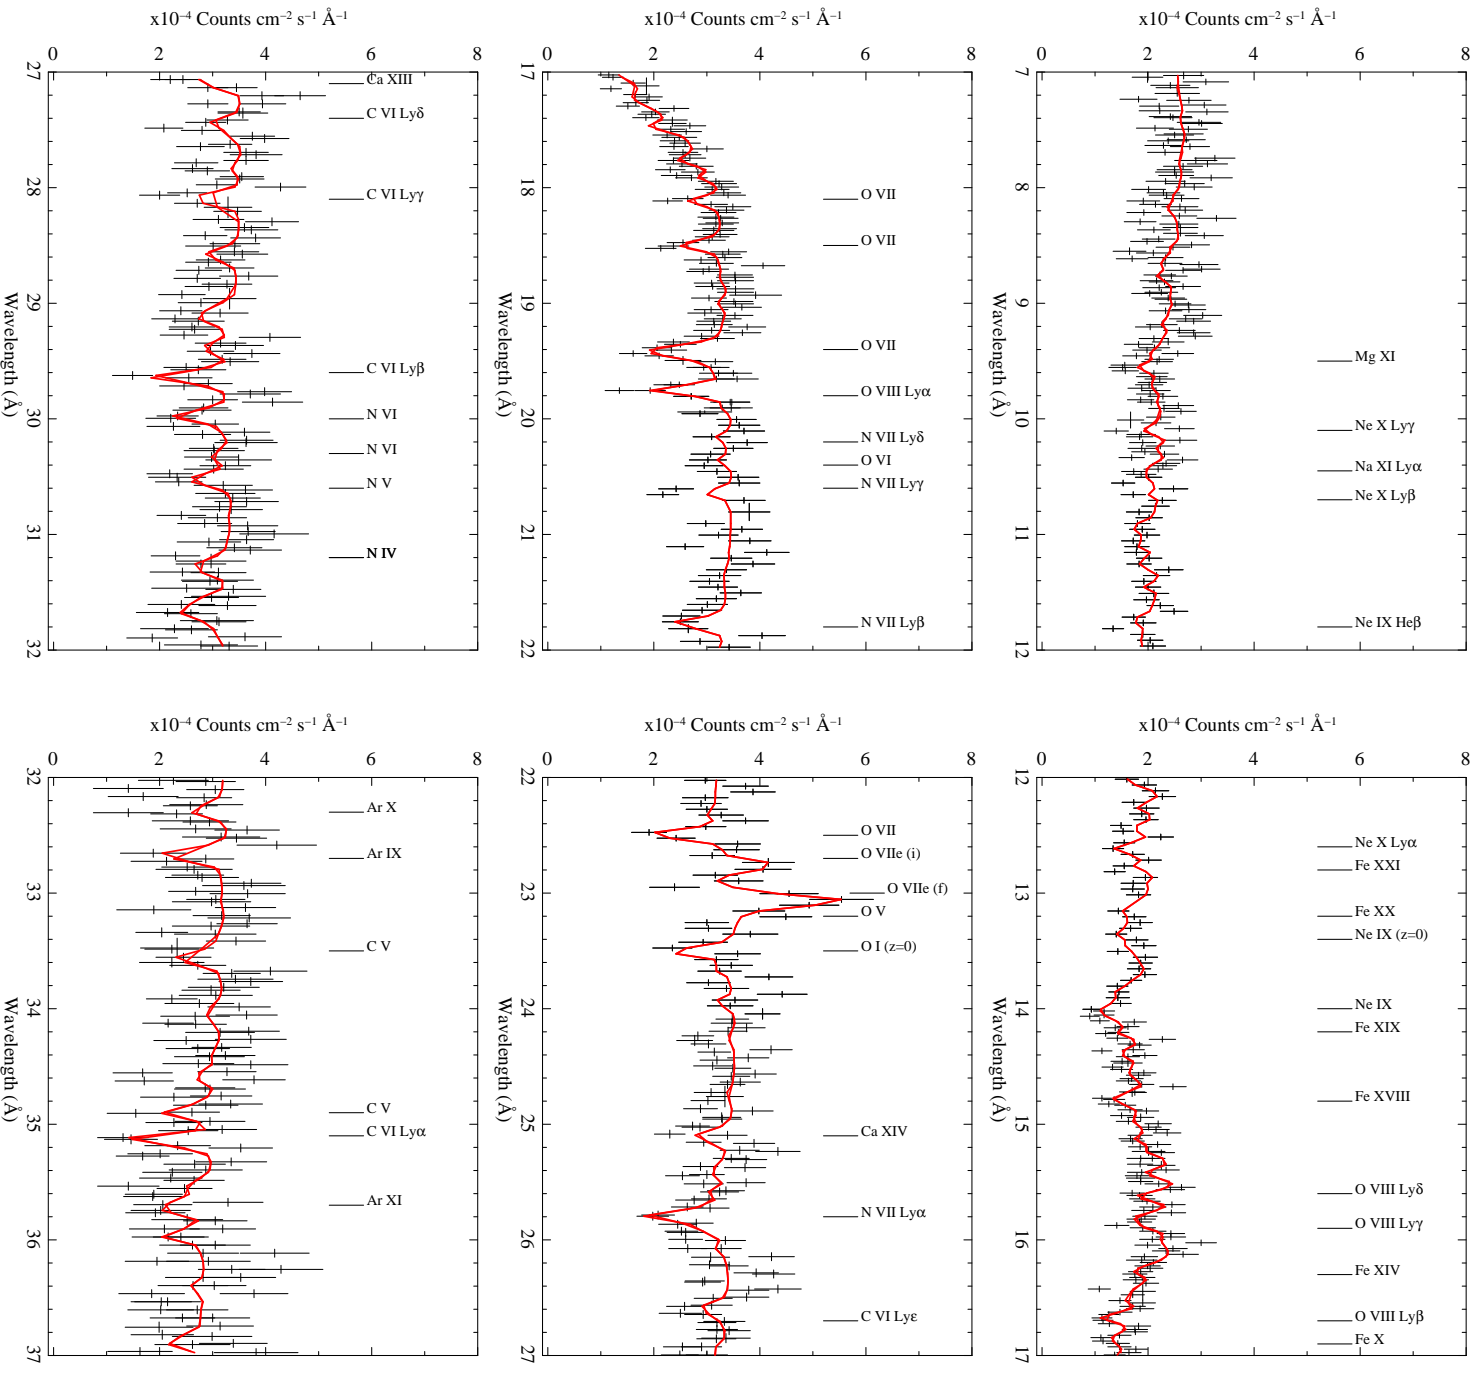 x10⁻⁴ Counts cm⁻² s⁻¹ Å⁻¹
0 2 4 6 8
27
28
29
30
31
32
Wavelength (Å)
Ca XIII
C VI Lyδ
C VI Lyγ
C VI Lyβ
N VI
N VI
N V
N IV
x10⁻⁴ Counts cm⁻² s⁻¹ Å⁻¹
0 2 4 6 8
17
18
19
20
21
22
Wavelength (Å)
O VII
O VII
O VII
O VIII Lyα
N VII Lyδ
O VI
N VII Lyγ
N VII Lyβ
x10⁻⁴ Counts cm⁻² s⁻¹ Å⁻¹
0 2 4 6 8
7
8
9
10
11
12
Wavelength (Å)
Mg XI
Ne X Lyγ
Na XI Lyα
Ne X Lyβ
Ne IX Heβ
x10⁻⁴ Counts cm⁻² s⁻¹ Å⁻¹
0 2 4 6 8
32
33
34
35
36
37
Wavelength (Å)
Ar X
Ar IX
C V
C V
C VI Lyα
Ar XI
x10⁻⁴ Counts cm⁻² s⁻¹ Å⁻¹
0 2 4 6 8
22
23
24
25
26
27
Wavelength (Å)
O VII
O VIIe (i)
O VIIe (f)
O V
O I (z=0)
Ca XIV
N VII Lyα
C VI Lyε
x10⁻⁴ Counts cm⁻² s⁻¹ Å⁻¹
0 2 4 6 8
12
13
14
15
16
17
Wavelength (Å)
Ne X Lyα
Fe XXI
Fe XX
Ne IX (z=0)
Ne IX
Fe XIX
Fe XVIII
O VIII Lyδ
O VIII Lyγ
Fe XIV
O VIII Lyβ
Fe X